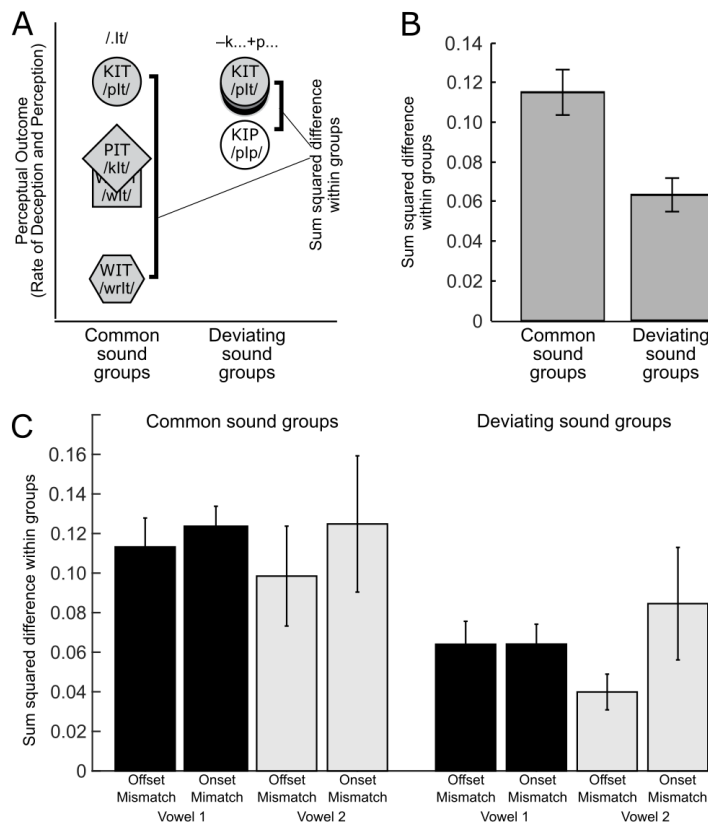 A
/.It/
–k...+p...
KIT
/pIt/
KIT
/pIt/
KIP
/pIp/
PIT
/kIt/
/wIt/
WIT
/wrIt/
Perceptual Outcome
(Rate of Deception and Perception)
Sum squared difference
within groups
Common
sound
groups
Deviating
sound
groups
B
0.14
0.12
0.10
0.08
0.06
0.04
0.02
0
Sum squared difference
within groups
Common
sound
groups
Deviating
sound
groups
C
Common sound groups
Deviating sound groups
0.16
0.14
0.12
0.10
0.08
0.06
0.04
0.02
0
Sum squared difference within groups
Offset
Mismatch
Onset
Mimatch
Offset
Mismatch
Onset
Mismatch
Offset
Mismatch
Onset
Mismatch
Offset
Mismatch
Onset
Mismatch
Vowel 1
Vowel 2
Vowel 1
Vowel 2